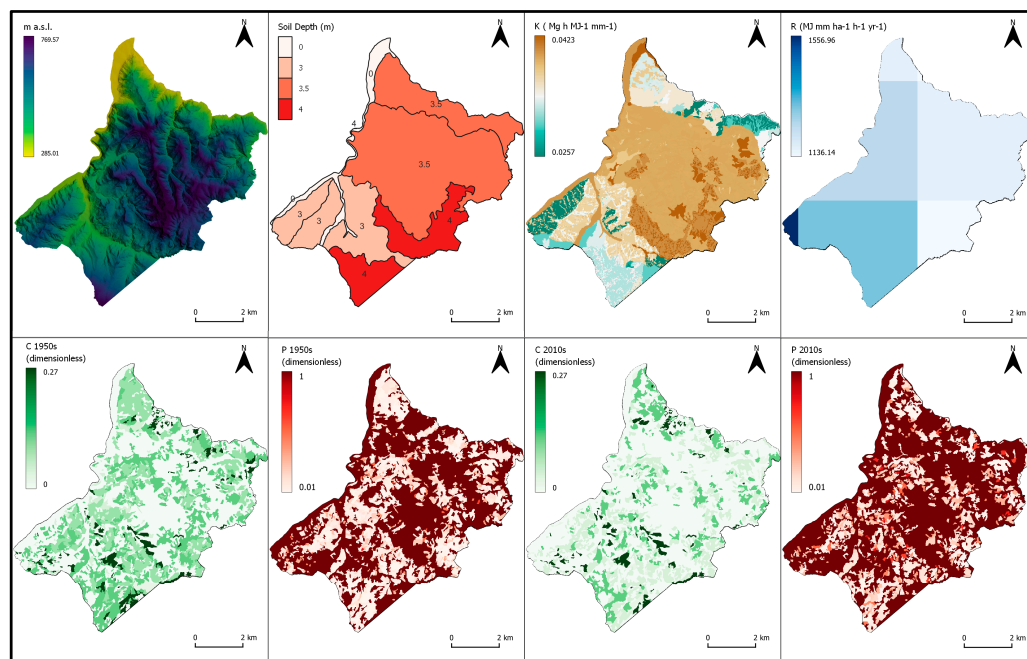 m a.s.l.
769.57
285.01
N
0 2 km
Soil Depth (m)
0
3
3.5
4
N
0
3.5
4
3.5
0
3
3
3
4
4
0 2 km
K ( Mg h MJ-1 mm-1)
0.0423
0.0257
N
0 2 km
R (MJ mm ha-1 h-1 yr-1)
1556.96
1136.14
N
0 2 km
C 1950s
(dimensionless)
0.27
0
N
0 2 km
P 1950s
(dimensionless)
1
0.01
N
0 2 km
C 2010s
(dimensionless)
0.27
0
N
0 2 km
P 2010s
(dimensionless)
1
0.01
N
0 2 km